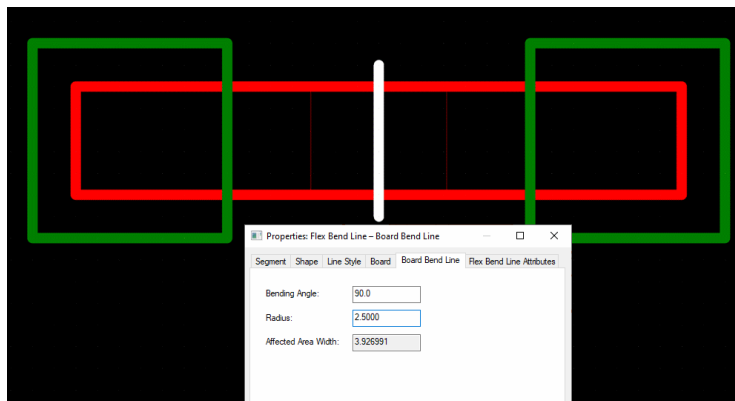 Properties: Flex Bend Line – Board Bend Line
Segment Shape Line Style Board Board Bend Line Flex Bend Line Attributes
Bending Angle: 90.0
Radius: 2.5000
Affected Area Width: 3.926991